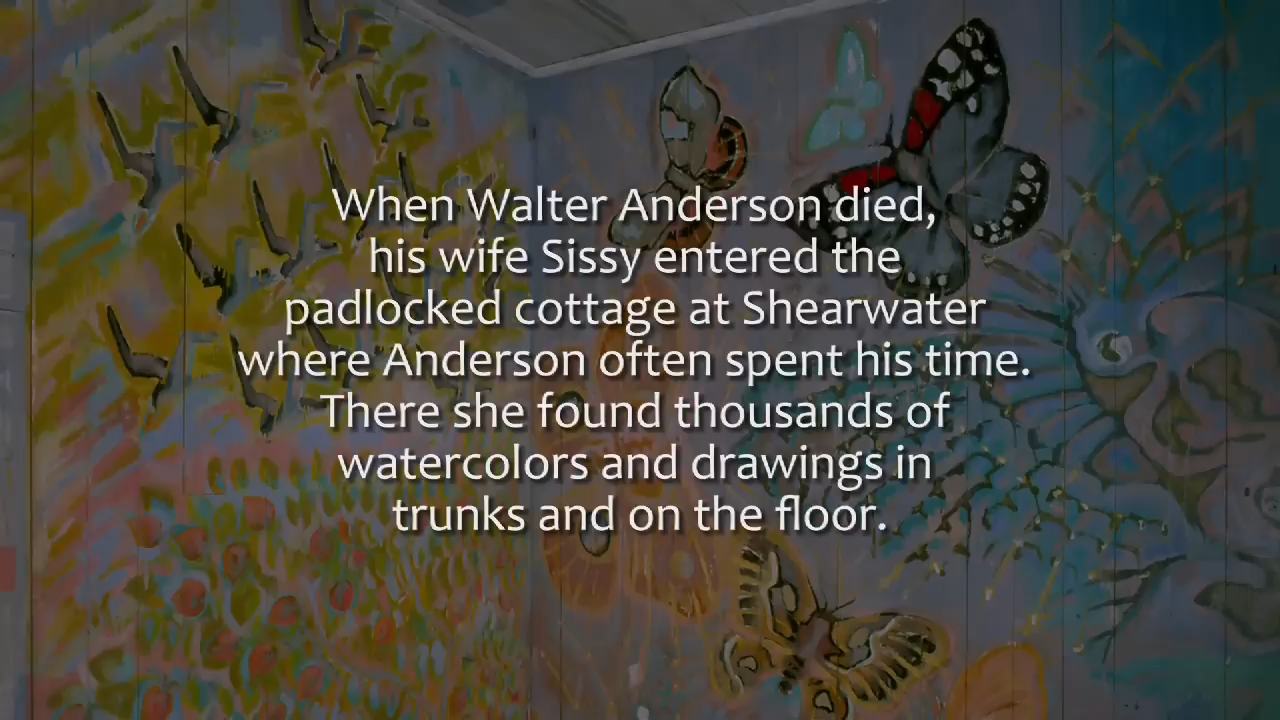 When Walter Anderson died,
his wife Sissy entered the
padlocked cottage at Shearwater
where Anderson often spent his time.
There she found thousands of
watercolors and drawings in
trunks and on the floor.